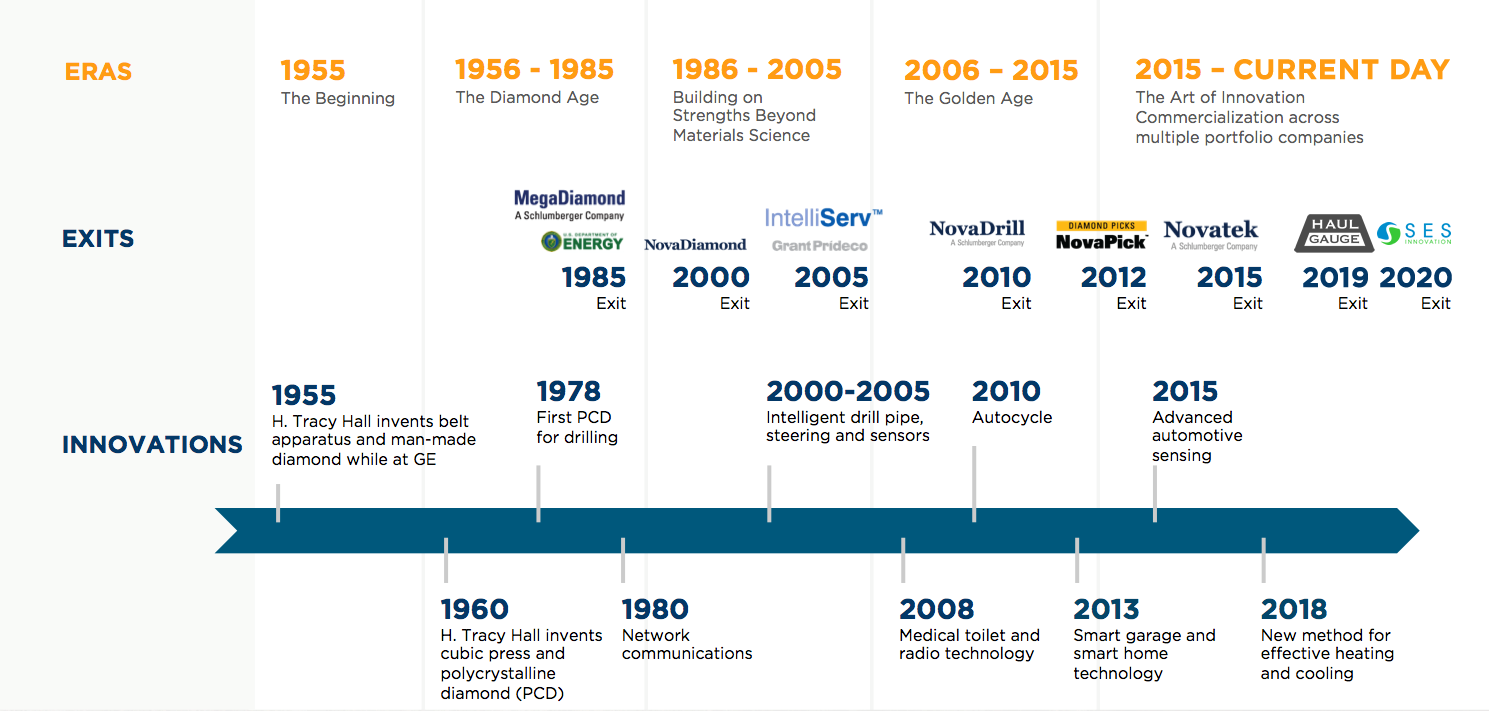 ERAS
1955
The Beginning
1956 - 1985
The Diamond Age
1986 - 2005
Building on
Strengths Beyond
Materials Science
2006 – 2015
The Golden Age
2015 – CURRENT DAY
The Art of Innovation
Commercialization across
multiple portfolio companies
EXITS
MegaDiamond
A Schlumberger Company
U.S. DEPARTMENT OF
ENERGY
1985
Exit
NovaDiamond
2000
Exit
IntelliServ™
GrantPrideco
2005
Exit
NovaDrill
A Schlumberger Company
2010
Exit
DIAMOND PICKS
NovaPick
2012
Exit
Novatek
A Schlumberger Company
2015
Exit
HAUL
GAUGE
2019
Exit
SES
INNOVATION
2020
Exit
INNOVATIONS
1955
H. Tracy Hall invents belt
apparatus and man-made
diamond while at GE
1978
First PCD
for drilling
2000-2005
Intelligent drill pipe,
steering and sensors
2010
Autocycle
2015
Advanced
automotive
sensing
1960
H. Tracy Hall invents
cubic press and
polycrystalline
diamond (PCD)
1980
Network
communications
2008
Medical toilet and
radio technology
2013
Smart garage and
smart home
technology
2018
New method for
effective heating
and cooling